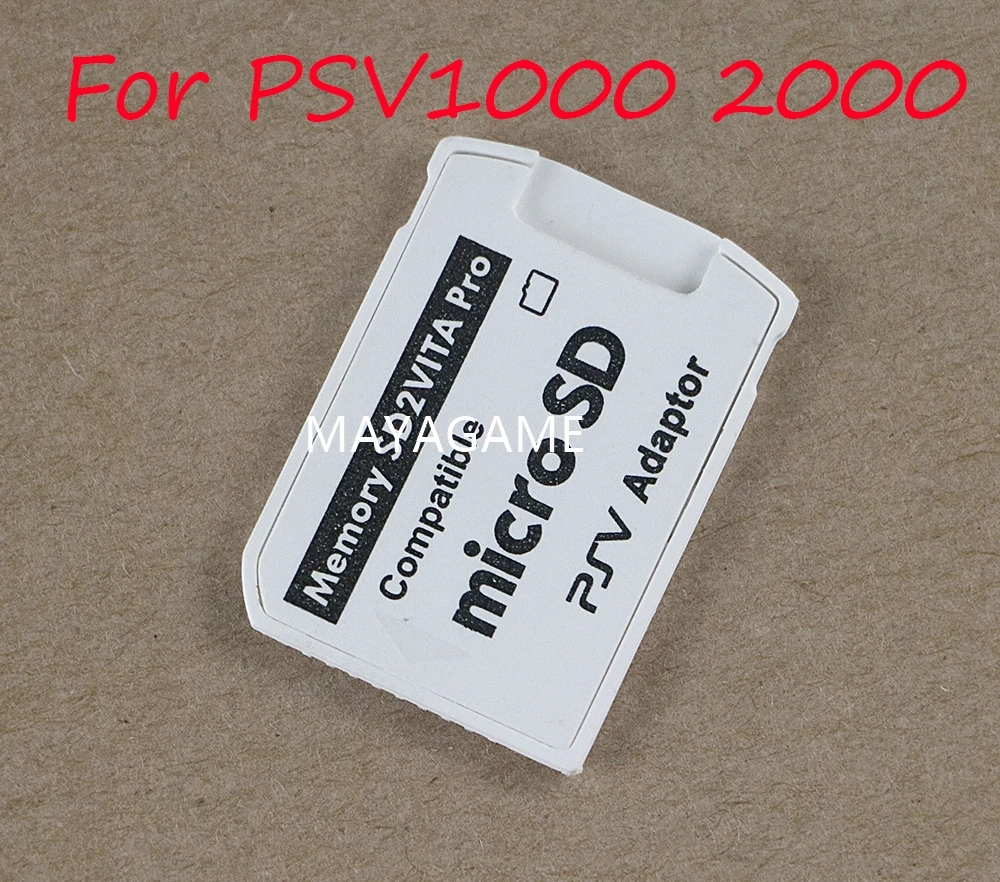 For PSV1000 2000
Memory SD2VITA Pro
Compatible
microSD
PSV Adaptor
MAYAGAME